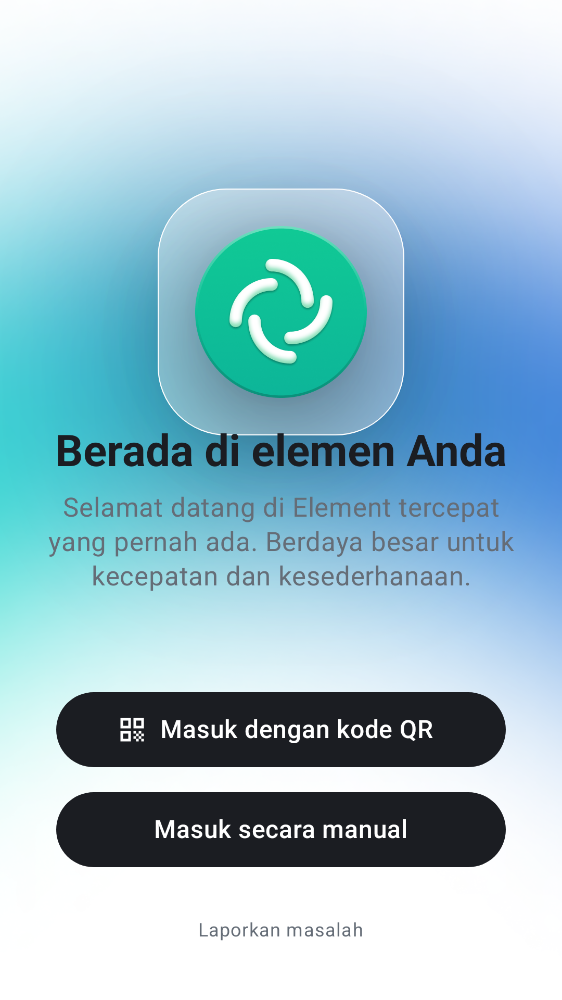 Berada di elemen Anda
Selamat datang di Element tercepat
yang pernah ada. Berdaya besar untuk
kecepatan dan kesederhanaan.
Masuk dengan kode QR
Masuk secara manual
Laporkan masalah